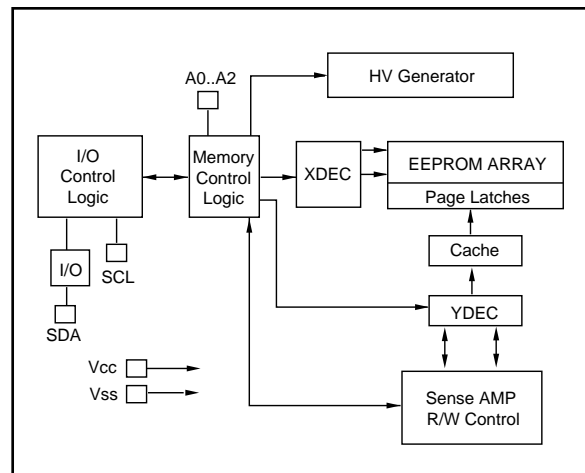 A0..A2
HV Generator
I/O
Control
Logic
Memory
Control
Logic
XDEC
EEPROM ARRAY
Page Latches
Cache
I/O
SCL
SDA
YDEC
Vcc
Vss
Sense AMP
R/W Control